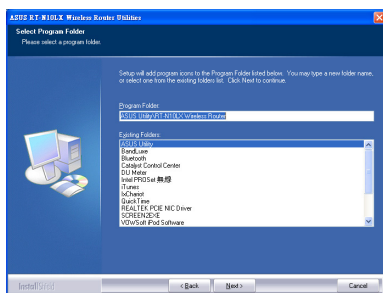 ASUS RT-N10LX Wireless Router Utilities
Select Program Folder
Please select a program folder.
Setup will add program icons to the Program Folder listed below. You may type a new folder name,
or select one from the existing folders list. Click Next to continue.
Program Folder:
ASUS Utility\RT-N10LX Wireless Router
Existing Folders:
ASUS Utility
BandLuxe
Bluetooth
Catalyst Control Center
DU Meter
Intel PROSet 無線
iTunes
IxChariot
QuickTime
REALTEK PCIE NIC Driver
SCREEN2EXE
VOWSoft iPod Software
InstallShield
< Back
Next >
Cancel